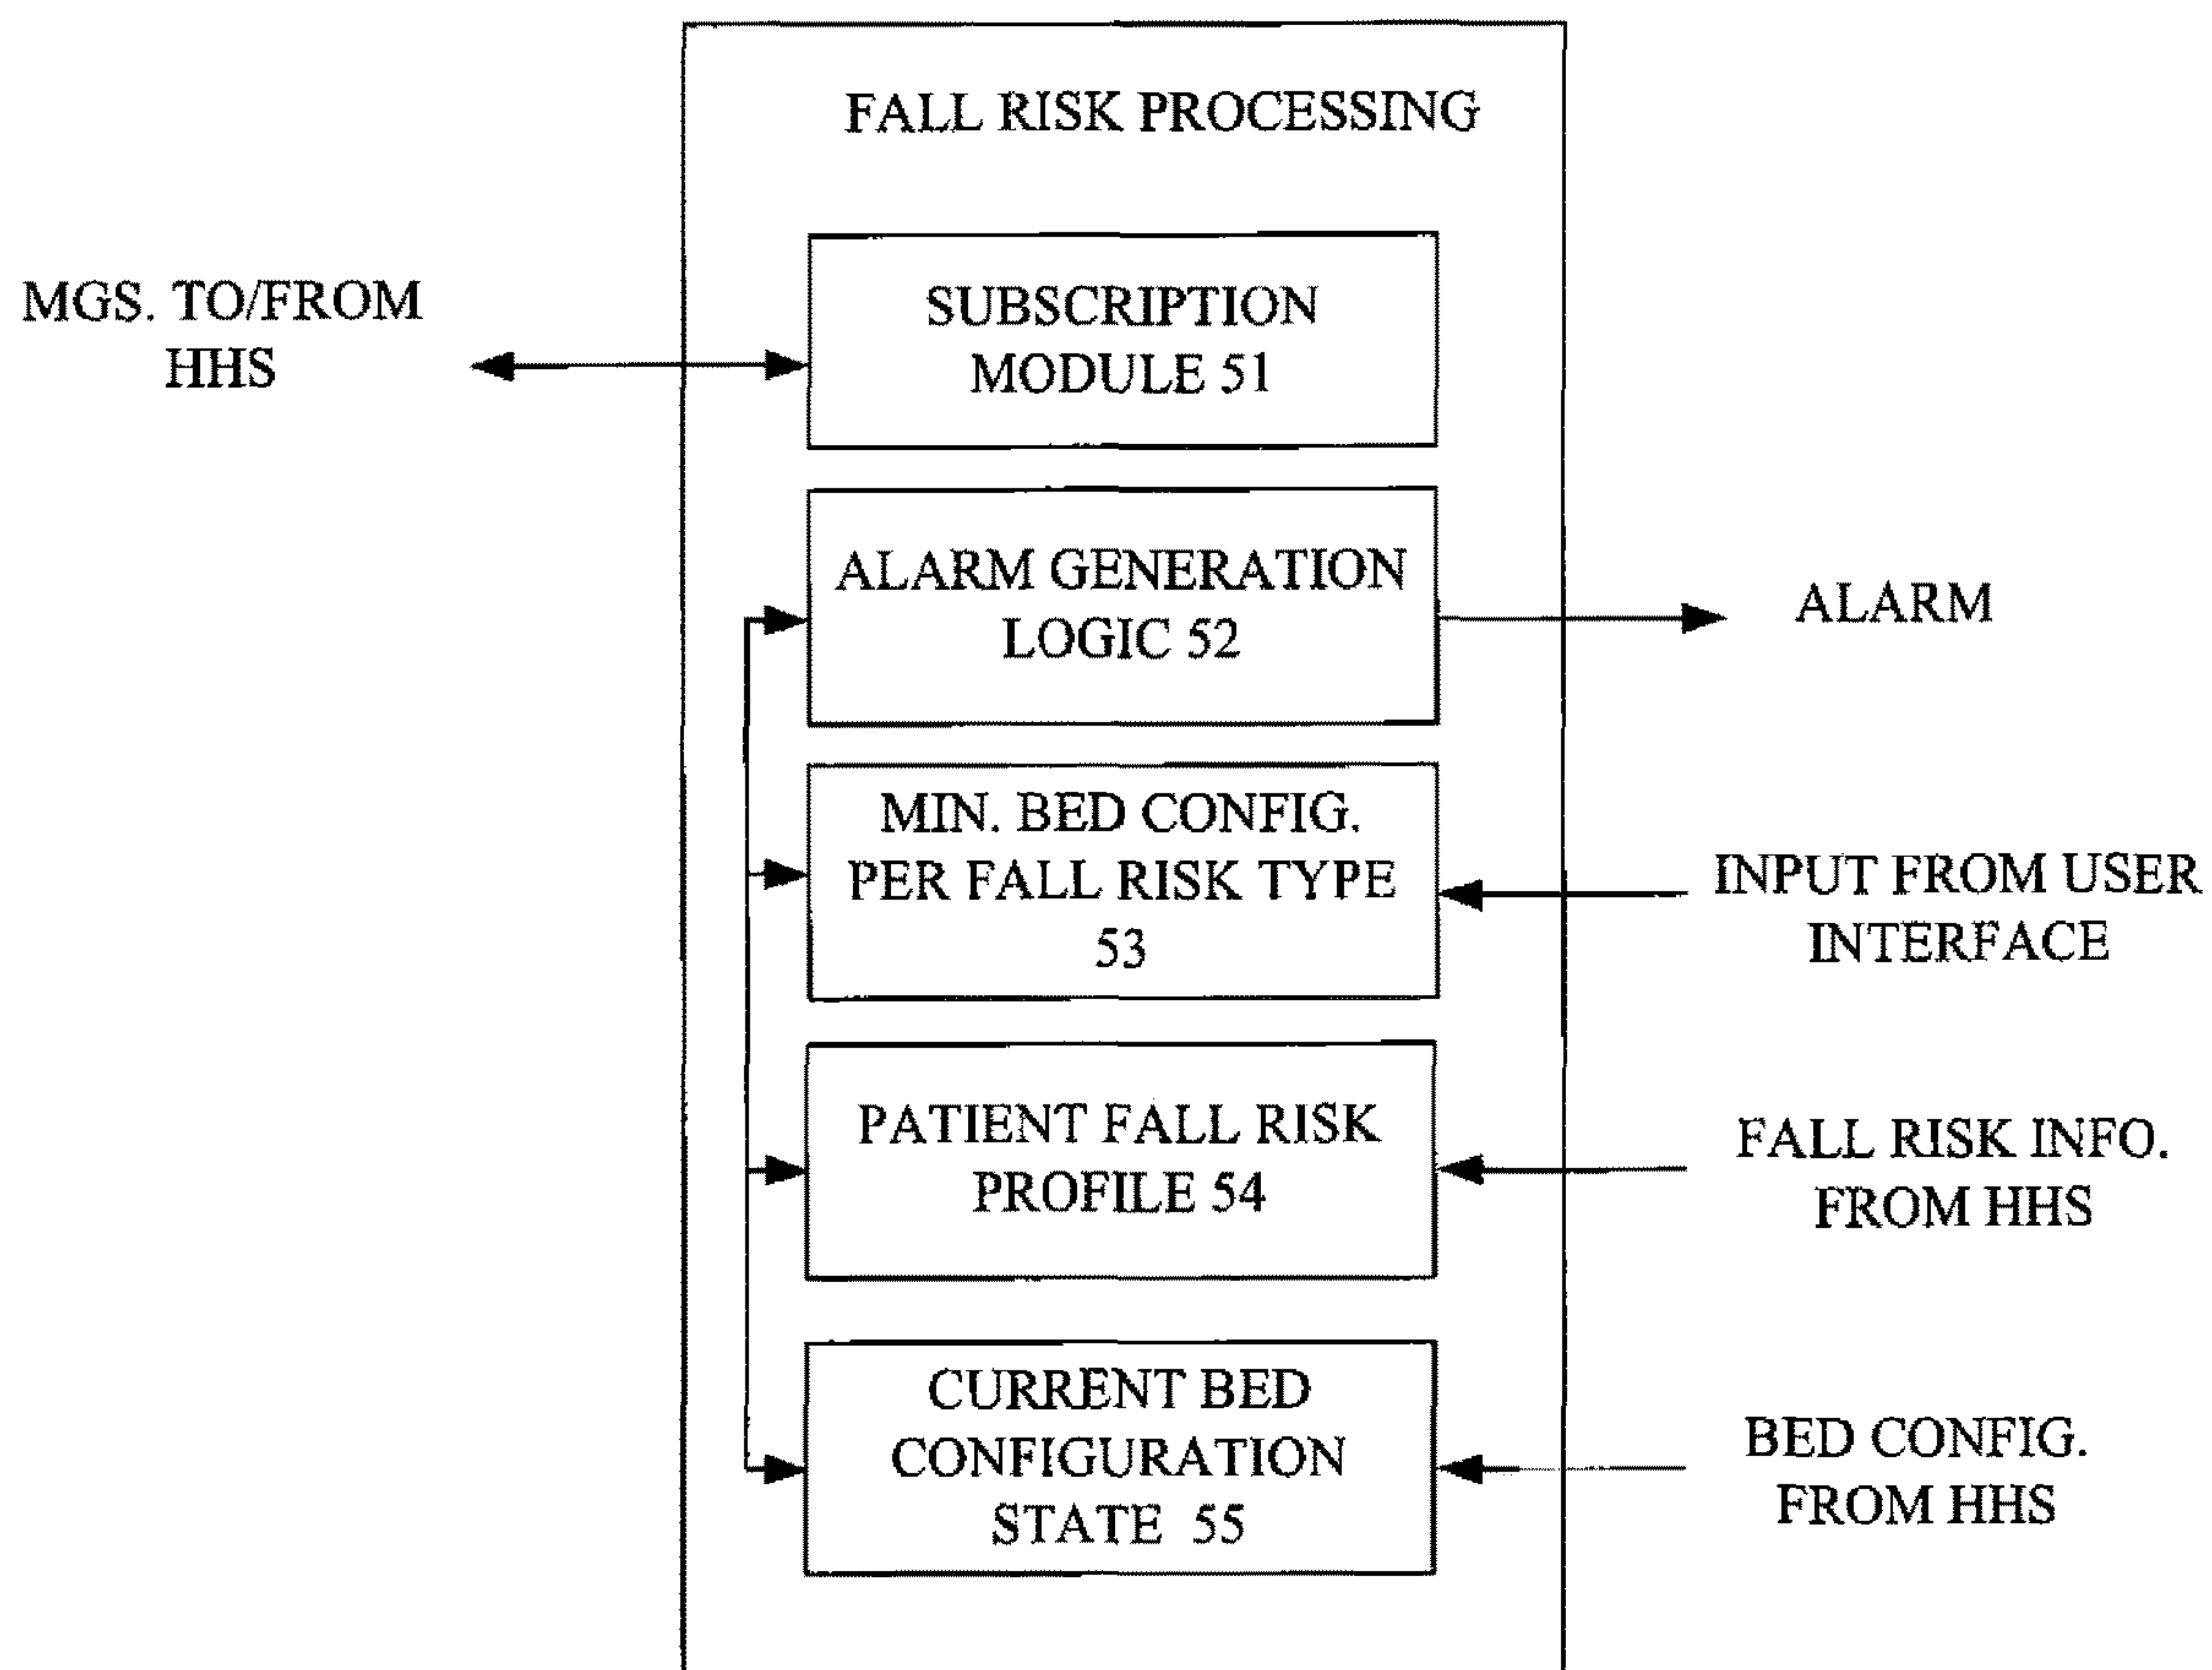 FALL RISK PROCESSING
MGS. TO/FROM
HHS
SUBSCRIPTION
MODULE 51
ALARM GENERATION
LOGIC 52
ALARM
MIN. BED CONFIG.
PER FALL RISK TYPE
53
INPUT FROM USER
INTERFACE
PATIENT FALL RISK
PROFILE 54
FALL RISK INFO.
FROM HHS
CURRENT BED
CONFIGURATION
STATE 55
BED CONFIG.
FROM HHS